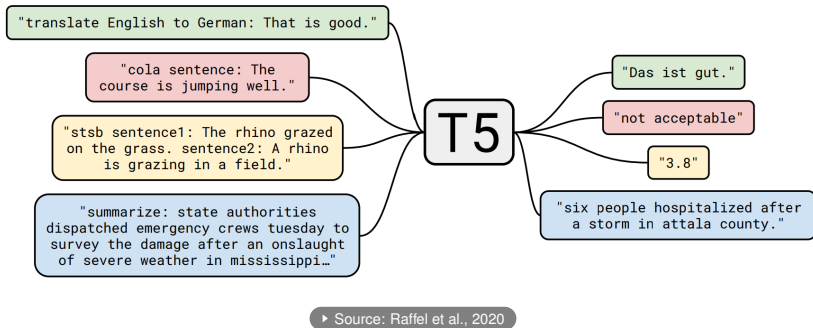 "translate English to German: That is good."
"cola sentence: The
course is jumping well."
"stsb sentence1: The rhino grazed
on the grass. sentence2: A rhino
is grazing in a field."
"summarize: state authorities
dispatched emergency crews tuesday to
survey the damage after an onslaught
of severe weather in mississippi…"
T5
"Das ist gut."
"not acceptable"
"3.8"
"six people hospitalized after
a storm in attala county."
Source: Raffel et al., 2020